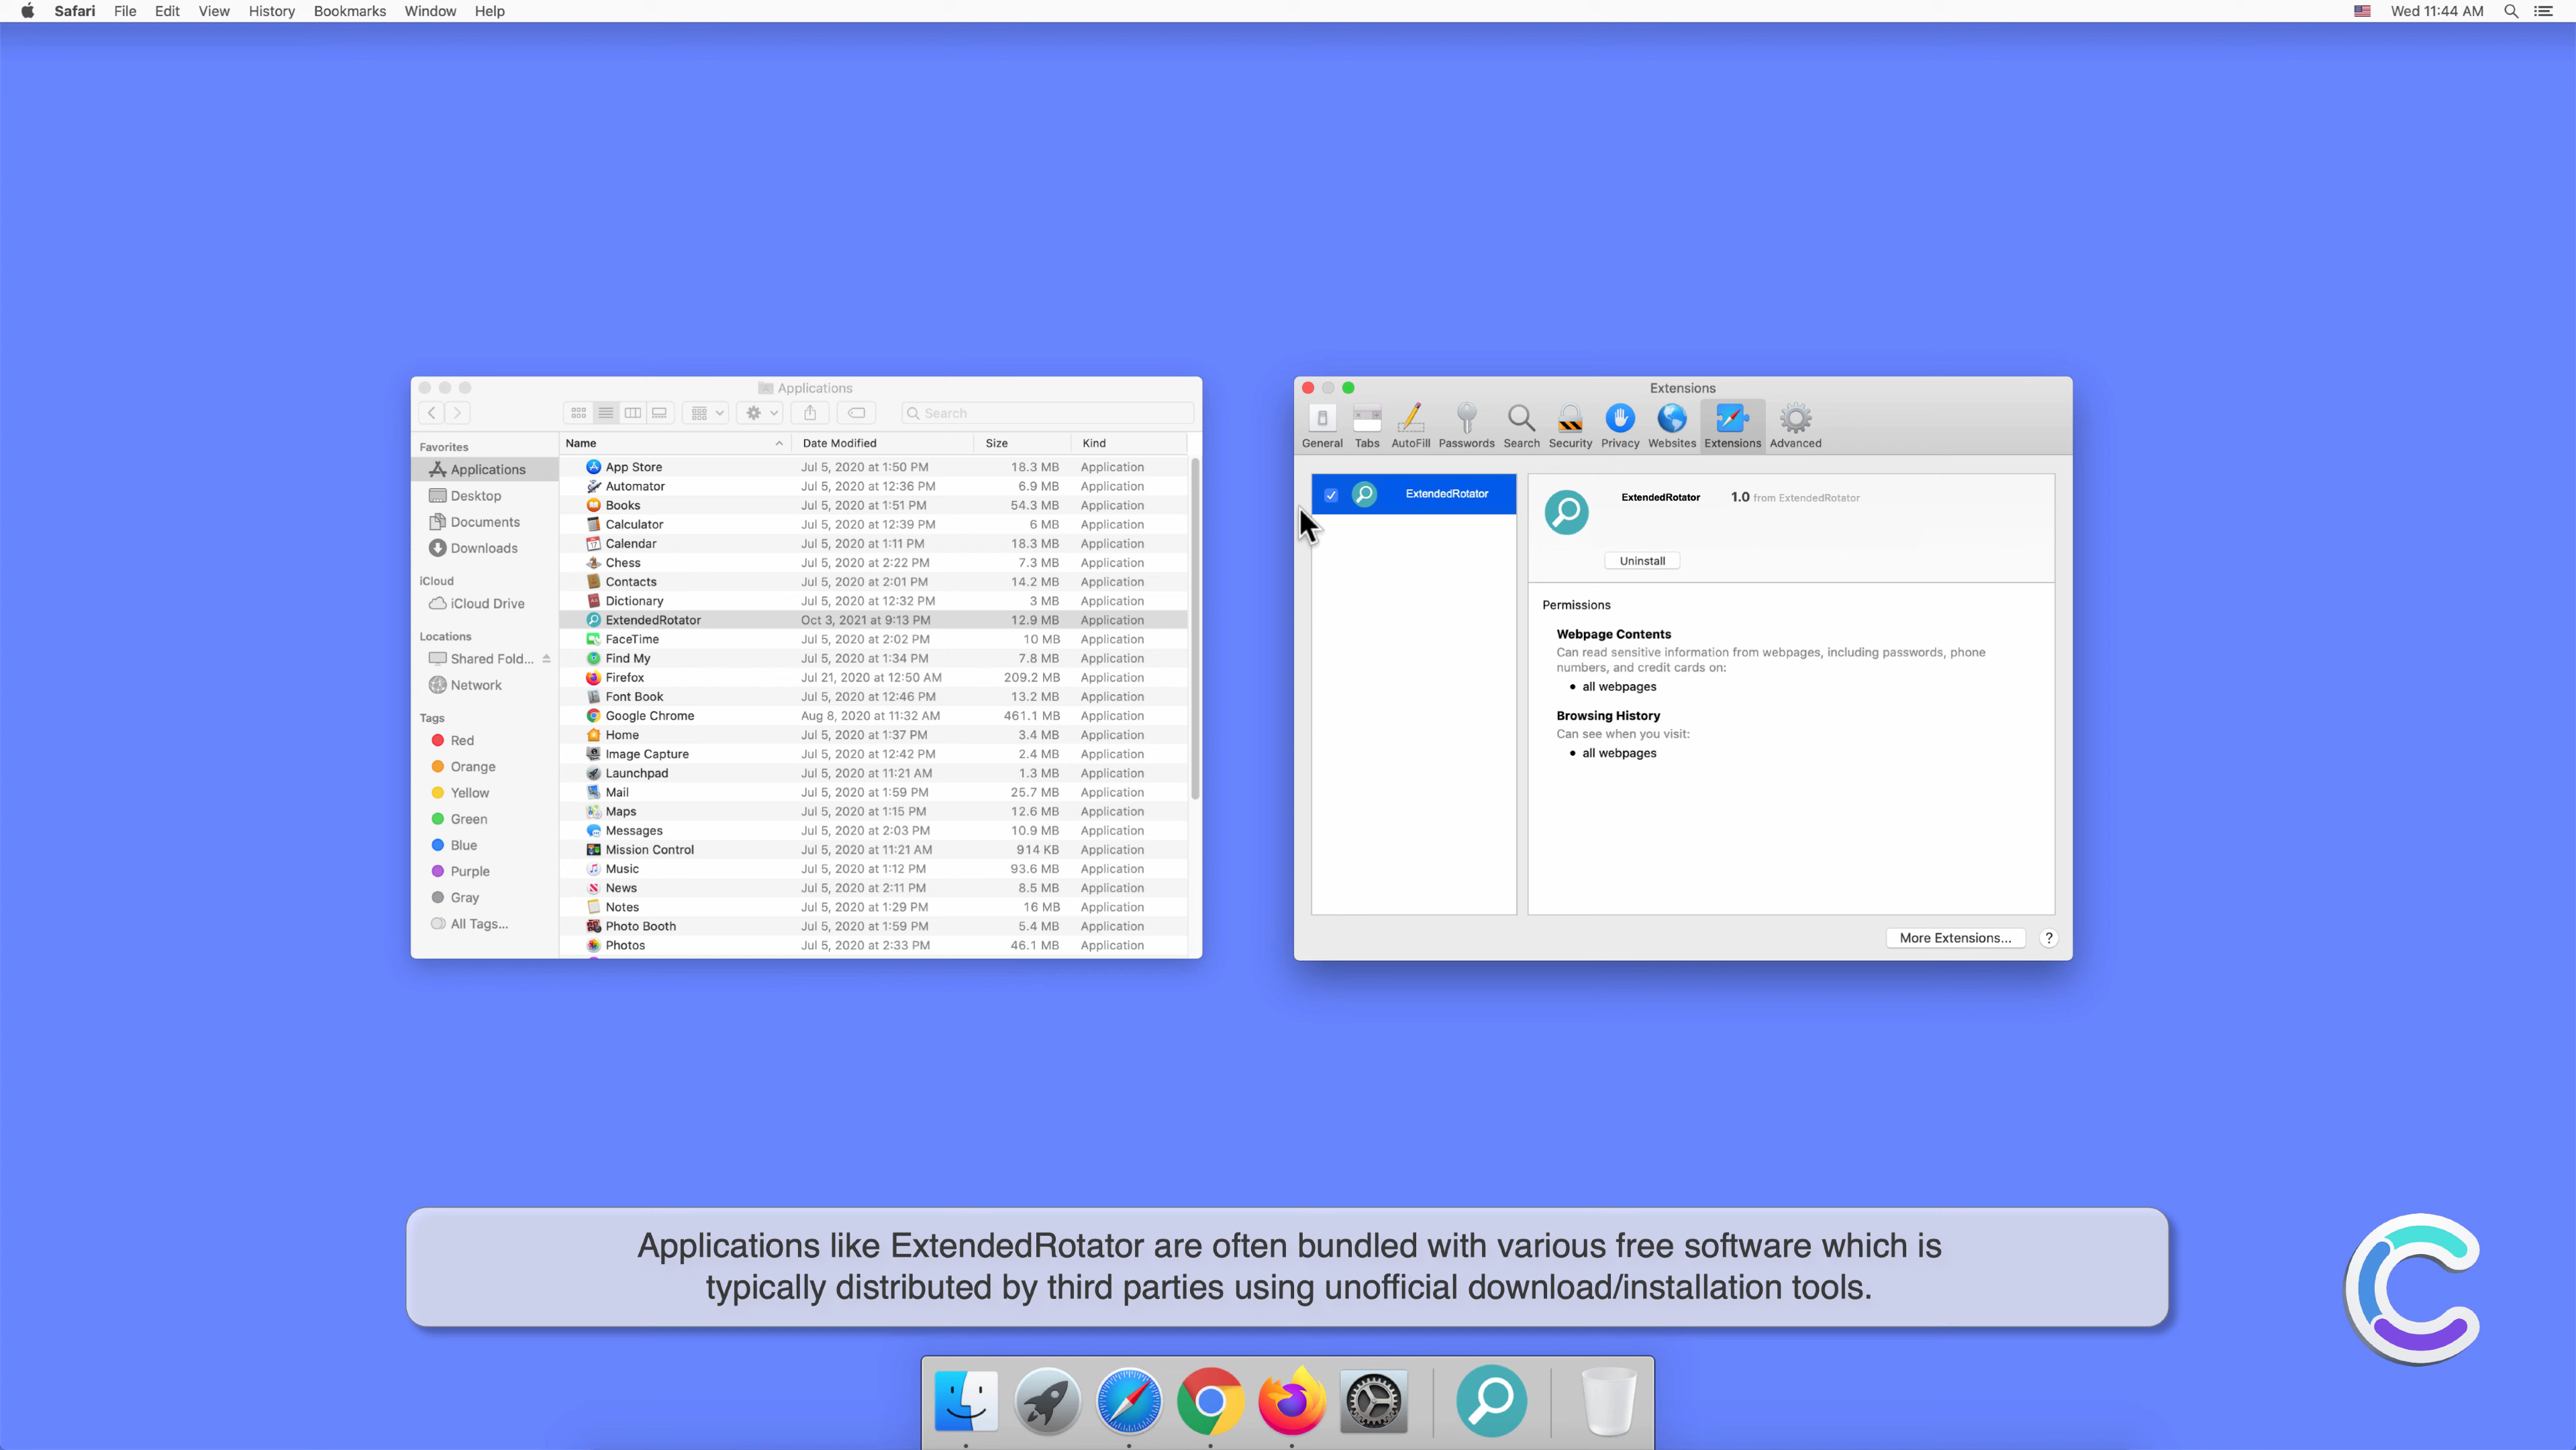 Safari File Edit View History Bookmarks Window Help
Wed 11:44 AM
Applications
Search
Favorites
Applications
Desktop
Documents
Downloads
iCloud
iCloud Drive
Locations
Shared Fold...
Network
Tags
Red
Orange
Yellow
Green
Blue
Purple
Gray
All Tags...
Name Date Modified Size Kind
App Store Jul 5, 2020 at 1:50 PM 18.3 MB Application
Automator Jul 5, 2020 at 12:36 PM 6.9 MB Application
Books Jul 5, 2020 at 1:51 PM 54.3 MB Application
Calculator Jul 5, 2020 at 12:39 PM 6 MB Application
Calendar Jul 5, 2020 at 1:11 PM 18.3 MB Application
Chess Jul 5, 2020 at 2:22 PM 7.3 MB Application
Contacts Jul 5, 2020 at 2:01 PM 14.2 MB Application
Dictionary Jul 5, 2020 at 12:32 PM 3 MB Application
ExtendedRotator Oct 3, 2021 at 9:13 PM 12.9 MB Application
FaceTime Jul 5, 2020 at 2:02 PM 10 MB Application
Find My Jul 5, 2020 at 1:34 PM 7.8 MB Application
Firefox Jul 21, 2020 at 12:50 AM 209.2 MB Application
Font Book Jul 5, 2020 at 12:46 PM 13.2 MB Application
Google Chrome Aug 8, 2020 at 11:32 AM 461.1 MB Application
Home Jul 5, 2020 at 1:37 PM 3.4 MB Application
Image Capture Jul 5, 2020 at 12:42 PM 2.4 MB Application
Launchpad Jul 5, 2020 at 11:21 AM 1.3 MB Application
Mail Jul 5, 2020 at 1:59 PM 25.7 MB Application
Maps Jul 5, 2020 at 1:15 PM 12.6 MB Application
Messages Jul 5, 2020 at 2:03 PM 10.9 MB Application
Mission Control Jul 5, 2020 at 11:21 AM 914 KB Application
Music Jul 5, 2020 at 1:12 PM 93.6 MB Application
News Jul 5, 2020 at 2:11 PM 8.5 MB Application
Notes Jul 5, 2020 at 1:29 PM 16 MB Application
Photo Booth Jul 5, 2020 at 1:59 PM 5.4 MB Application
Photos Jul 5, 2020 at 2:33 PM 46.1 MB Application
Extensions
General Tabs AutoFill Passwords Search Security Privacy Websites Extensions Advanced
ExtendedRotator
ExtendedRotator 1.0 from ExtendedRotator
Uninstall
Permissions
Webpage Contents
Can read sensitive information from webpages, including passwords, phone
numbers, and credit cards on:
• all webpages
Browsing History
Can see when you visit:
• all webpages
More Extensions... ?
Applications like ExtendedRotator are often bundled with various free software which is
typically distributed by third parties using unofficial download/installation tools.